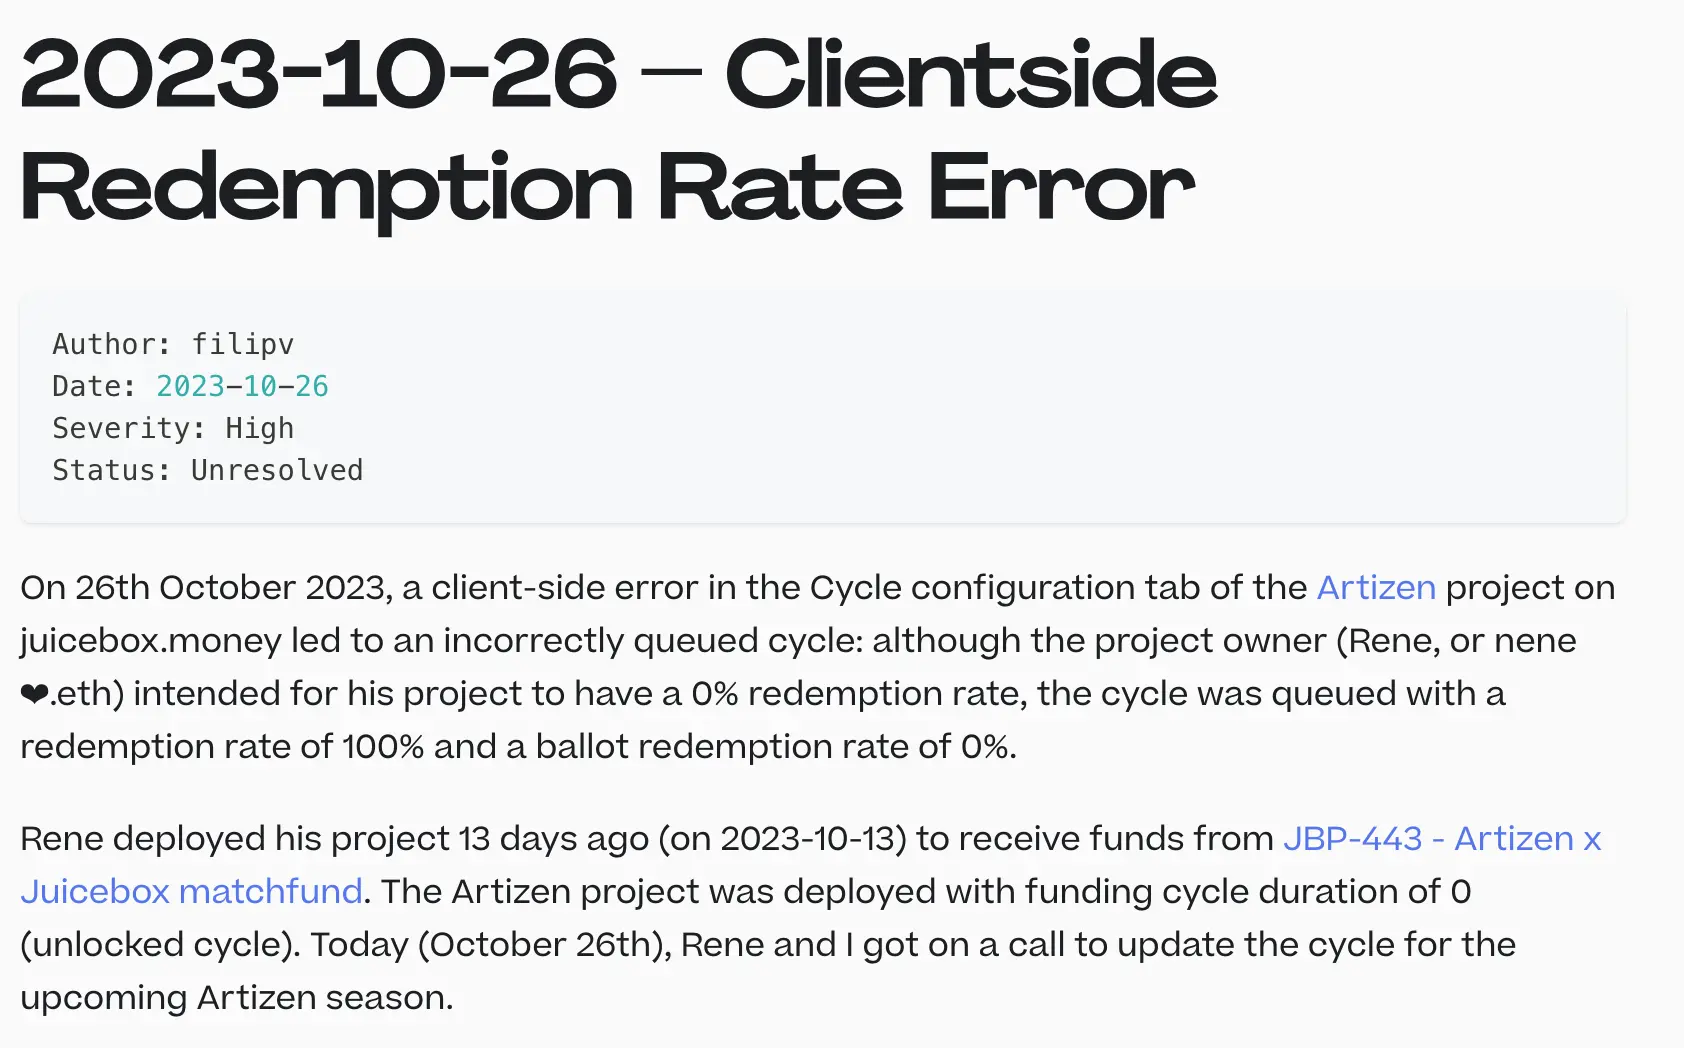 2023-10-26 — Clientside
Redemption Rate Error
Author: filipv
Date: 2023-10-26
Severity: High
Status: Unresolved
On 26th October 2023, a client-side error in the Cycle configuration tab of the Artizen project on
juicebox.money led to an incorrectly queued cycle: although the project owner (Rene, or nene
❤.eth) intended for his project to have a 0% redemption rate, the cycle was queued with a
redemption rate of 100% and a ballot redemption rate of 0%.
Rene deployed his project 13 days ago (on 2023-10-13) to receive funds from JBP-443 - Artizen x
Juicebox matchfund. The Artizen project was deployed with funding cycle duration of 0
(unlocked cycle). Today (October 26th), Rene and I got on a call to update the cycle for the
upcoming Artizen season.